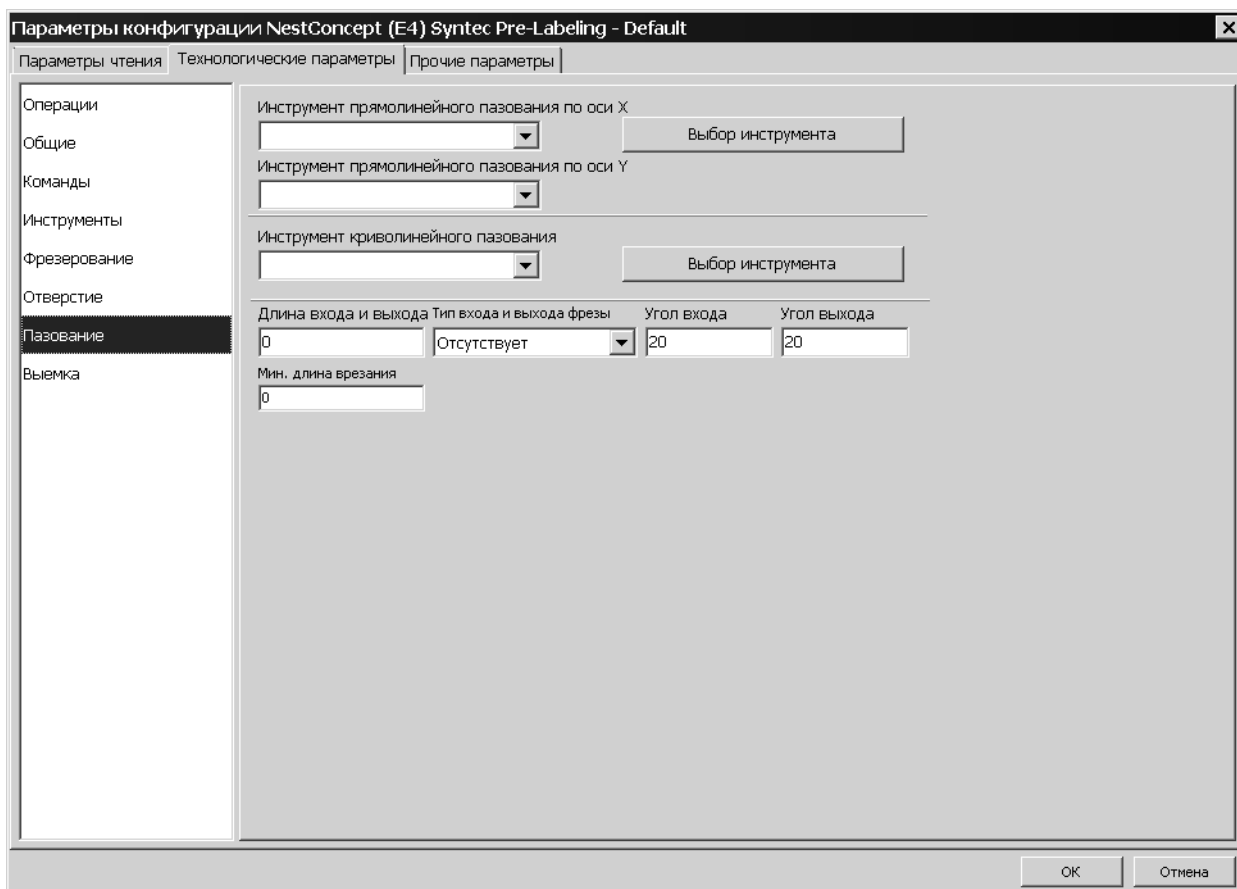 Параметры конфигурации NestConcept (E4) Syntec Pre-Labeling - Default
Параметры чтения Технологические параметры Прочие параметры
Операции
Общие
Команды
Инструменты
Фрезерование
Отверстие
Пазование
Выемка
Инструмент прямолинейного пазования по оси X
Выбор инструмента
Инструмент прямолинейного пазования по оси Y
Инструмент криволинейного пазования
Выбор инструмента
Длина входа и выхода Тип входа и выхода фрезы Угол входа Угол выхода
0 Отсутствует 20 20
Мин. длина врезания
0
OK Отмена